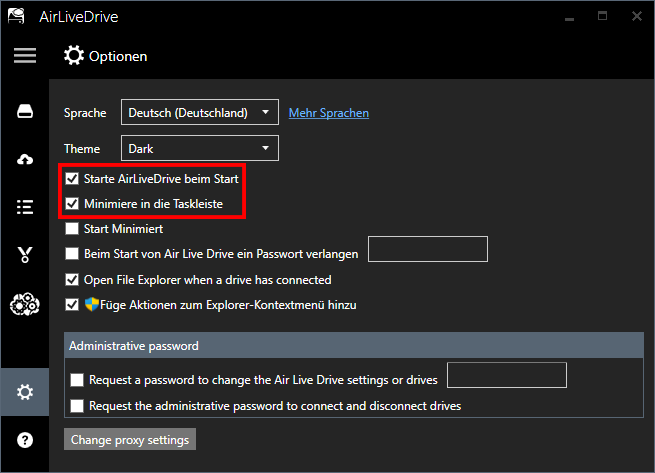 AirLiveDrive
Optionen
Sprache Deutsch (Deutschland) Mehr Sprachen
Theme Dark
Starte AirLiveDrive beim Start
Minimiere in die Taskleiste
Start Minimiert
Beim Start von Air Live Drive ein Passwort verlangen
Open File Explorer when a drive has connected
Füge Aktionen zum Explorer-Kontextmenü hinzu
Administrative password
Request a password to change the Air Live Drive settings or drives
Request the administrative password to connect and disconnect drives
Change proxy settings